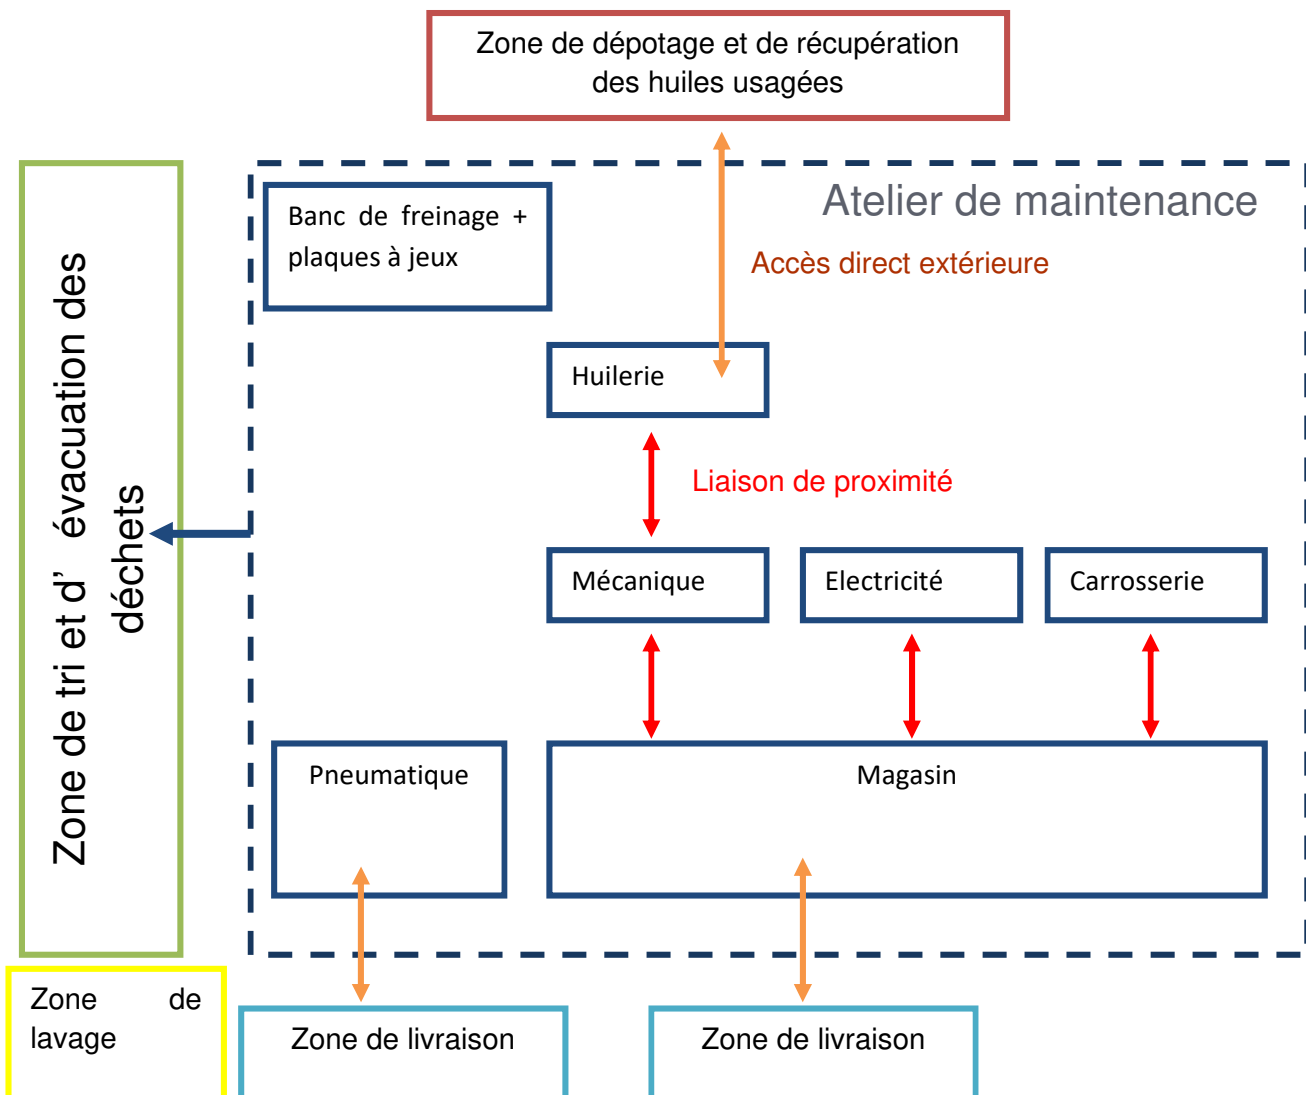 Zone de dépotage et de récupération
des huiles usagées
Atelier de maintenance
Banc de freinage +
plaques à jeux
Accès direct extérieure
Huilerie
Liaison de proximité
Zone de tri et d’ évacuation des
déchets
Mécanique
Electricité
Carrosserie
Pneumatique
Magasin
Zone de
lavage
Zone de livraison
Zone de livraison